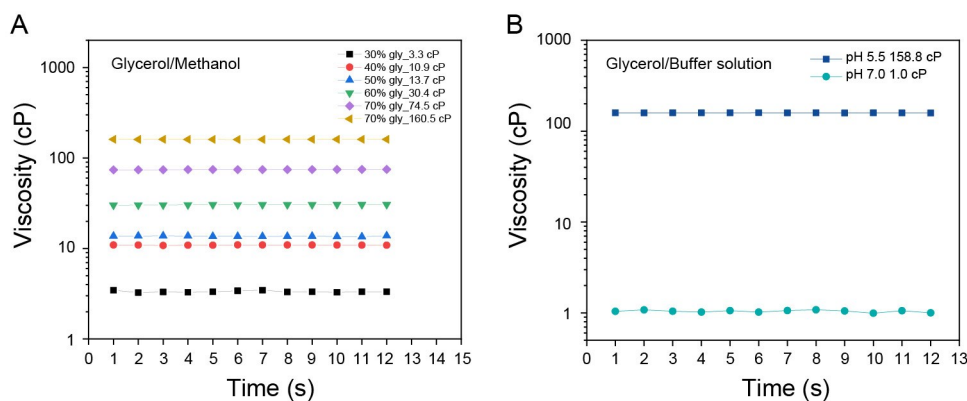 A
Glycerol/Methanol
30% gly_3.3 cP
40% gly_10.9 cP
50% gly_13.7 cP
60% gly_30.4 cP
70% gly_74.5 cP
70% gly_160.5 cP
Viscosity (cP)
1000
100
10
1
0 1 2 3 4 5 6 7 8 9 10 11 12 13 14 15
Time (s)
B
Glycerol/Buffer solution
pH 5.5 158.8 cP
pH 7.0 1.0 cP
Viscosity (cP)
1000
100
10
1
0 1 2 3 4 5 6 7 8 9 10 11 12 13
Time (s)